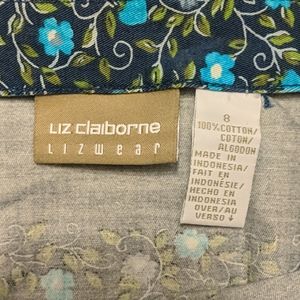 Liz claiborne
Lizwear
8
100% COTTON/
COTON/
ALGODON
MADE IN
INDONESIA/
FAIT EN
INDONÉSIE/
HECHO EN
INDONESIA
OVER/AU
VERSO ↓